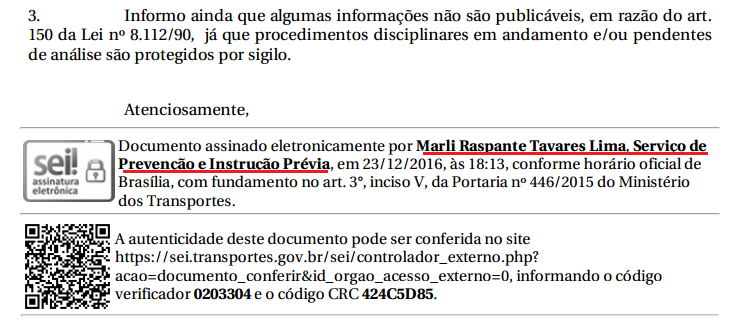 3. Informo ainda que algumas informações não são publicáveis, em razão do art.
150 da Lei nº 8.112/90, já que procedimentos disciplinares em andamento e/ou pendentes
de análise são protegidos por sigilo.
Atenciosamente,
sei!
assinatura
eletrônica
Documento assinado eletronicamente por Marli Raspante Tavares Lima, Serviço de
Prevenção e Instrução Prévia, em 23/12/2016, às 18:13, conforme horário oficial de
Brasília, com fundamento no art. 3°, inciso V, da Portaria nº 446/2015 do Ministério
dos Transportes.
A autenticidade deste documento pode ser conferida no site
https://sei.transportes.gov.br/sei/controlador_externo.php?
acao=documento_conferir&id_orgao_acesso_externo=0, informando o código
verificador 0203304 e o código CRC 424C5D85.